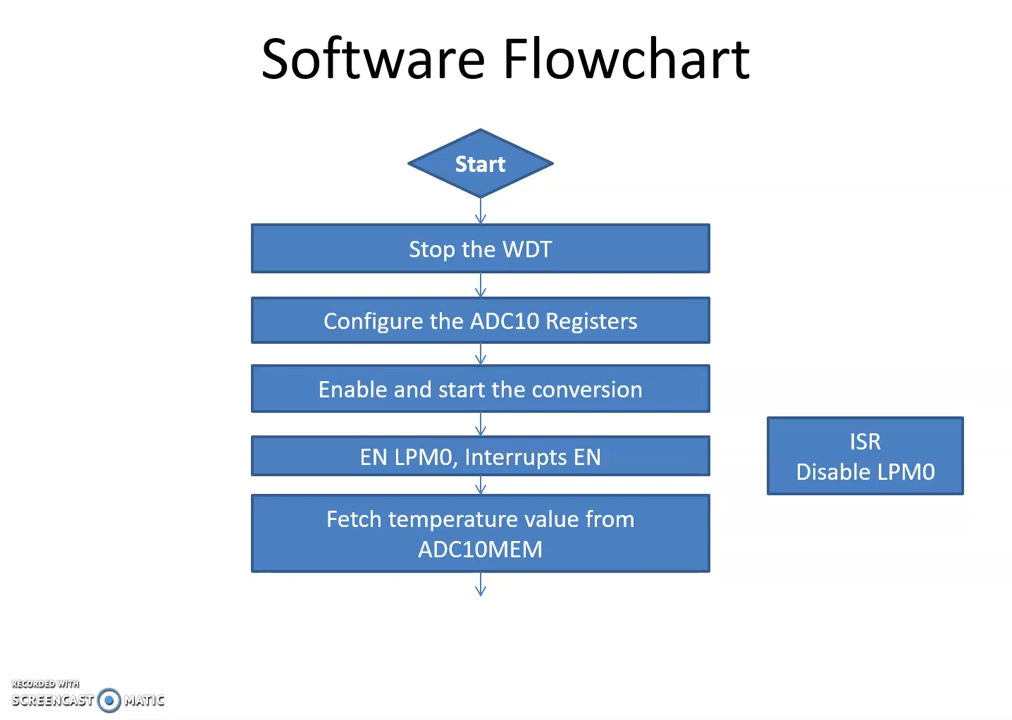 Software Flowchart
Start
Stop the WDT
Configure the ADC10 Registers
Enable and start the conversion
EN LPM0, Interrupts EN
ISR
Disable LPM0
Fetch temperature value from
ADC10MEM
RECORDED WITH
SCREENCAST MATIC